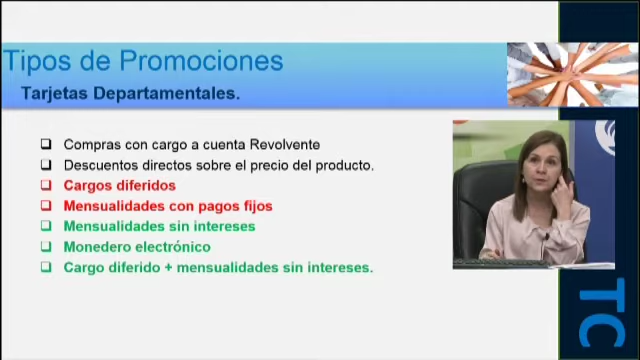 Tipos de Promociones
Tarjetas Departamentales.
Compras con cargo a cuenta Revolvente
Descuentos directos sobre el precio del producto.
Cargos diferidos
Mensualidades con pagos fijos
Mensualidades sin intereses
Monedero electrónico
Cargo diferido + mensualidades sin intereses.
TC